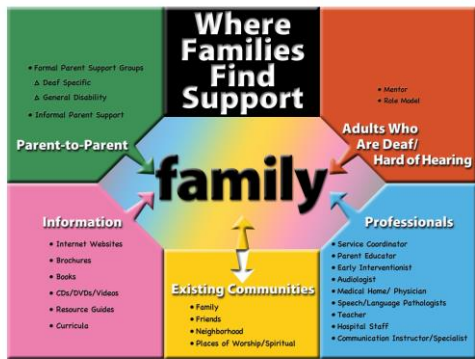 Where
Families
Find
Support
• Formal Parent Support Groups
Δ Deaf Specific
Δ General Disability
• Informal Parent Support
Parent-to-Parent
• Mentor
• Role Model
Adults Who
Are Deaf/
Hard of Hearing
family
Information
• Internet Websites
• Brochures
• Books
• CDs/DVDs/Videos
• Resource Guides
• Curricula
Existing Communities
• Family
• Friends
• Neighborhood
• Places of Worship/Spiritual
Professionals
• Service Coordinator
• Parent Educator
• Early Interventionist
• Audiologist
• Medical Home/ Physician
• Speech/Language Pathologists
• Teacher
• Hospital Staff
• Communication Instructor/Specialist